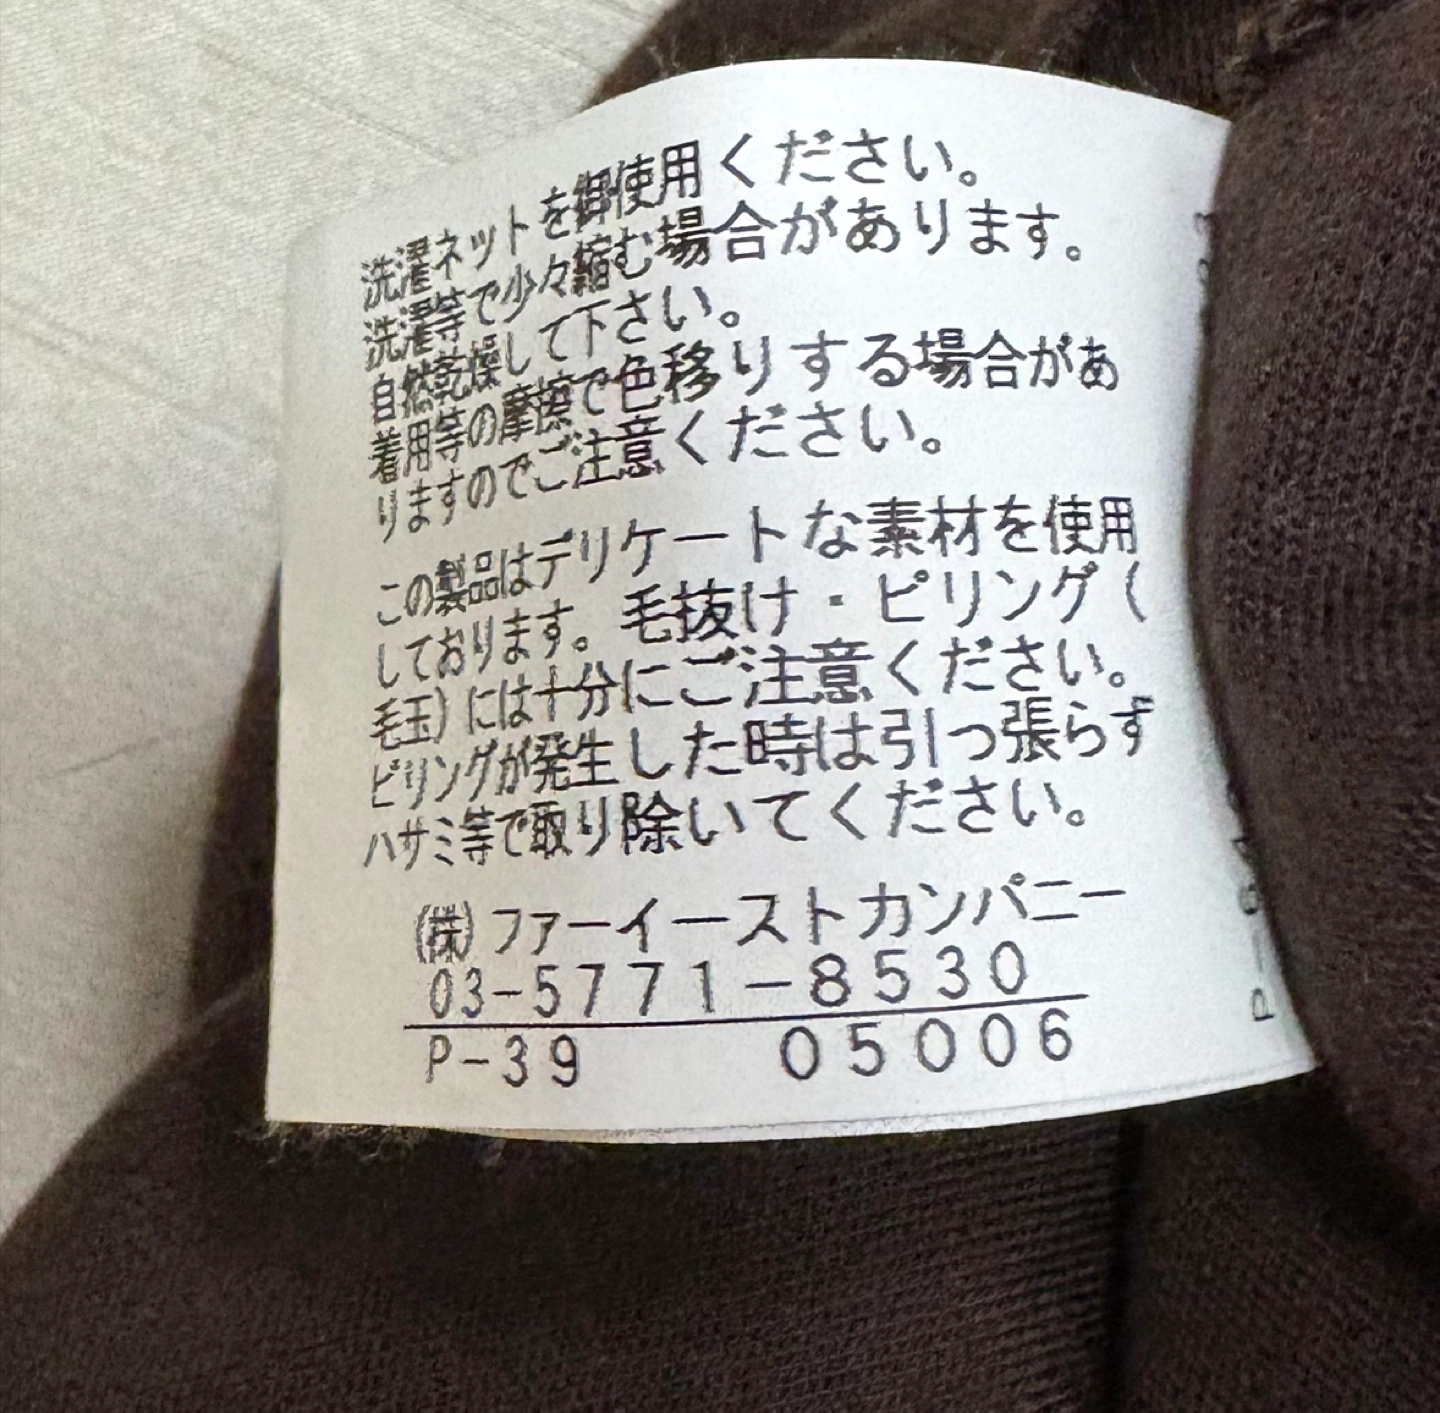 洗濯ネットを御使用ください。
洗濯等で少々縮む場合があります。
自然乾燥して下さい。
着用等の摩擦で色移りする場合があ
りますのでご注意ください。
この製品はデリケートな素材を使用
しております。毛抜け・ピリング(
毛玉)には十分にご注意ください。
ピリングが発生した時は引っ張らず
ハサミ等で取り除いてください。
㈱ファーイーストカンパニー
03-5771-8530
P-39 05006